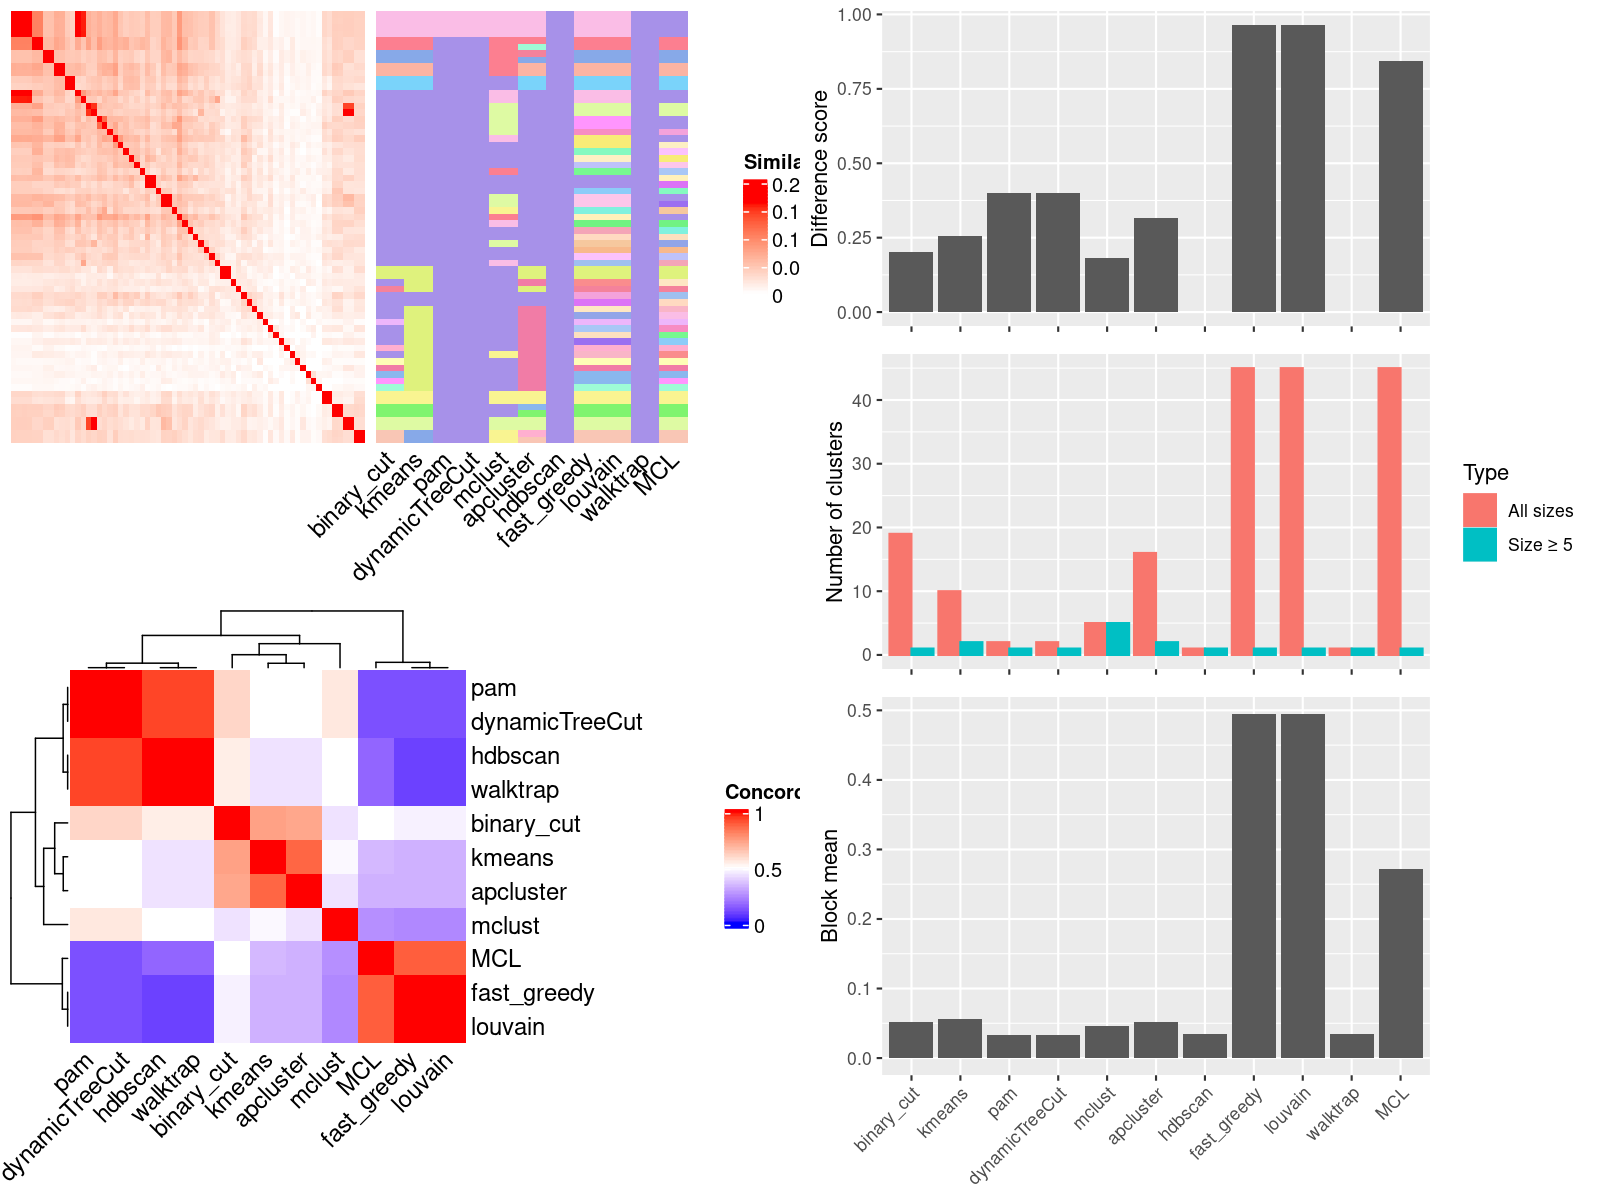 Simila
0.2
0.1
0.1
0.0
0
binary_cut
kmeans
pam
dynamicTreeCut
mclust
apcluster
hdbscan
fast_greedy
louvain
walktrap
MCL
pam
dynamicTreeCut
hdbscan
walktrap
binary_cut
kmeans
apcluster
mclust
MCL
fast_greedy
louvain
pam
dynamicTreeCut
hdbscan
walktrap
binary_cut
kmeans
apcluster
mclust
MCL
fast_greedy
louvain
Concord
1
0.5
0
Difference score
1.00
0.75
0.50
0.25
0.00
Number of clusters
40
30
20
10
0
Type
All sizes
Size ≥ 5
Block mean
0.5
0.4
0.3
0.2
0.1
0.0
binary_cut
kmeans
pam
dynamicTreeCut
mclust
apcluster
hdbscan
fast_greedy
louvain
walktrap
MCL